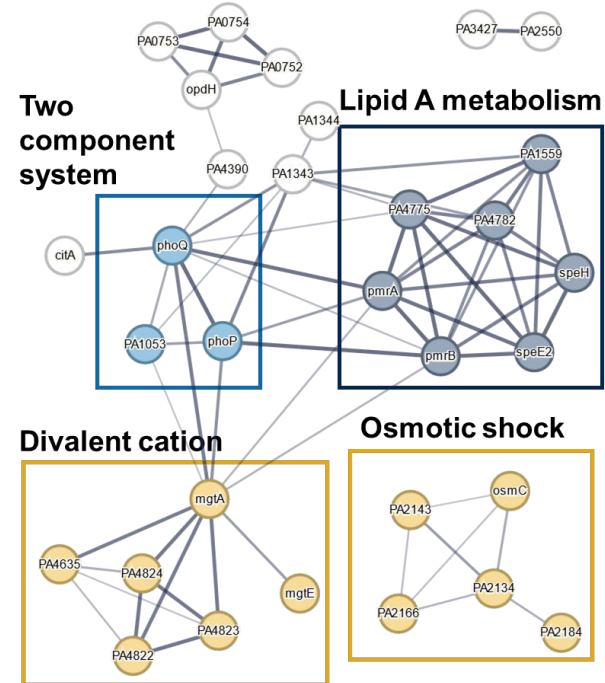 PA0754
PA0753
PA0752
opdH
PA3427
PA2550
Two
component
system
Lipid A metabolism
PA1344
PA4390
PA1343
PA1559
PA4775
PA4782
citA
phoQ
speH
pmrA
PA1053
phoP
pmrB
speE2
Divalent cation
Osmotic shock
mgtA
osmC
PA2143
PA4635
PA4824
mgtE
PA2134
PA2166
PA4823
PA2184
PA4822